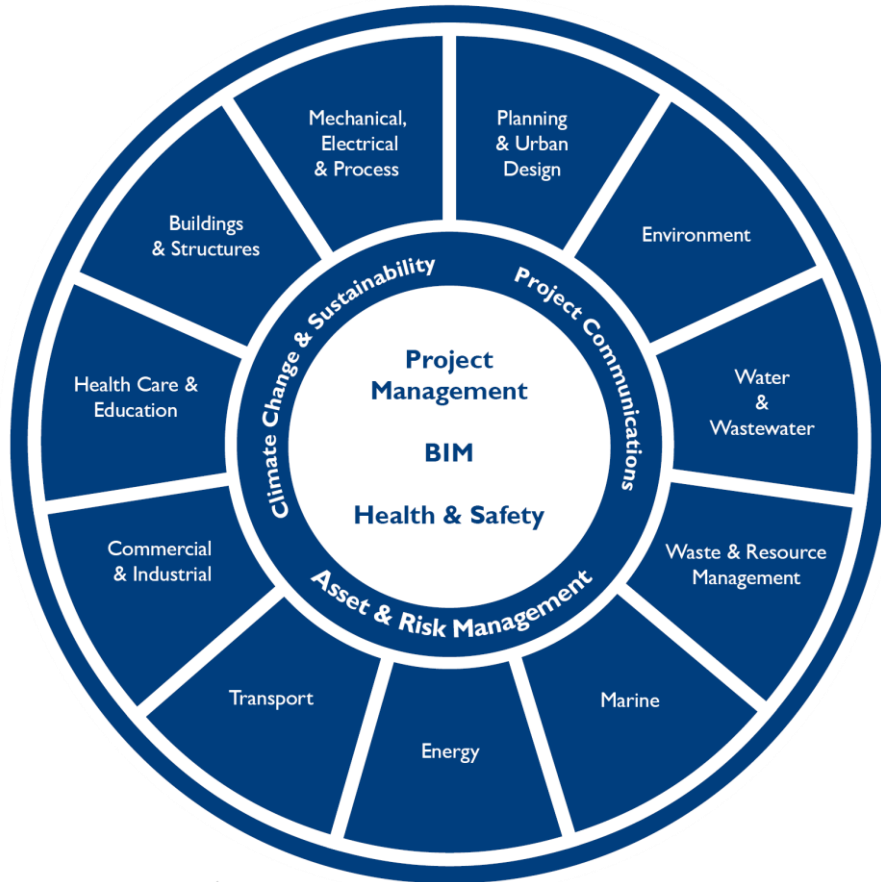 Mechanical,
Electrical
& Process
Planning
& Urban
Design
Environment
Water
&
Wastewater
Waste & Resource
Management
Marine
Energy
Transport
Commercial
& Industrial
Health Care &
Education
Buildings
& Structures
Climate Change & Sustainability
Project Communications
Asset & Risk Management
Project
Management
BIM
Health & Safety